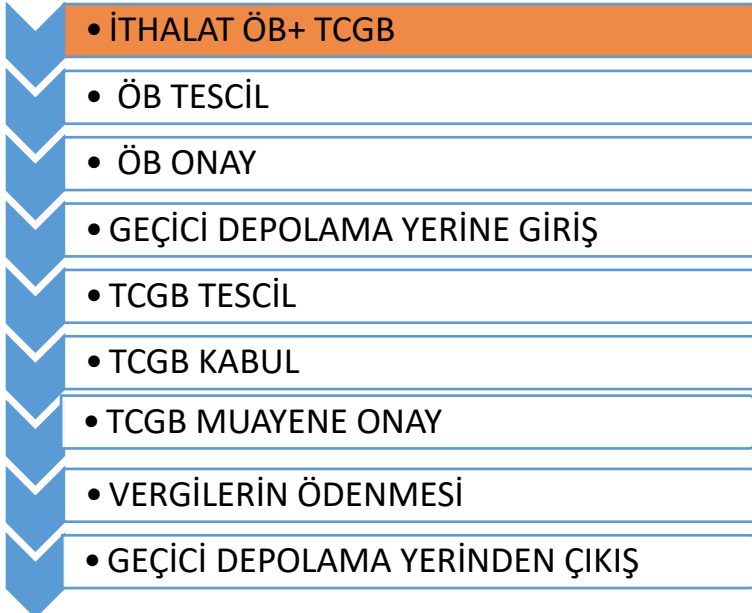 • İTHALAT ÖB+ TCGB
• ÖB TESCİL
• ÖB ONAY
• GEÇİCİ DEPOLAMA YERİNE GİRİŞ
• TCGB TESCİL
• TCGB KABUL
• TCGB MUAYENE ONAY
• VERGİLERİN ÖDENMESİ
• GEÇİCİ DEPOLAMA YERİNDEN ÇIKIŞ